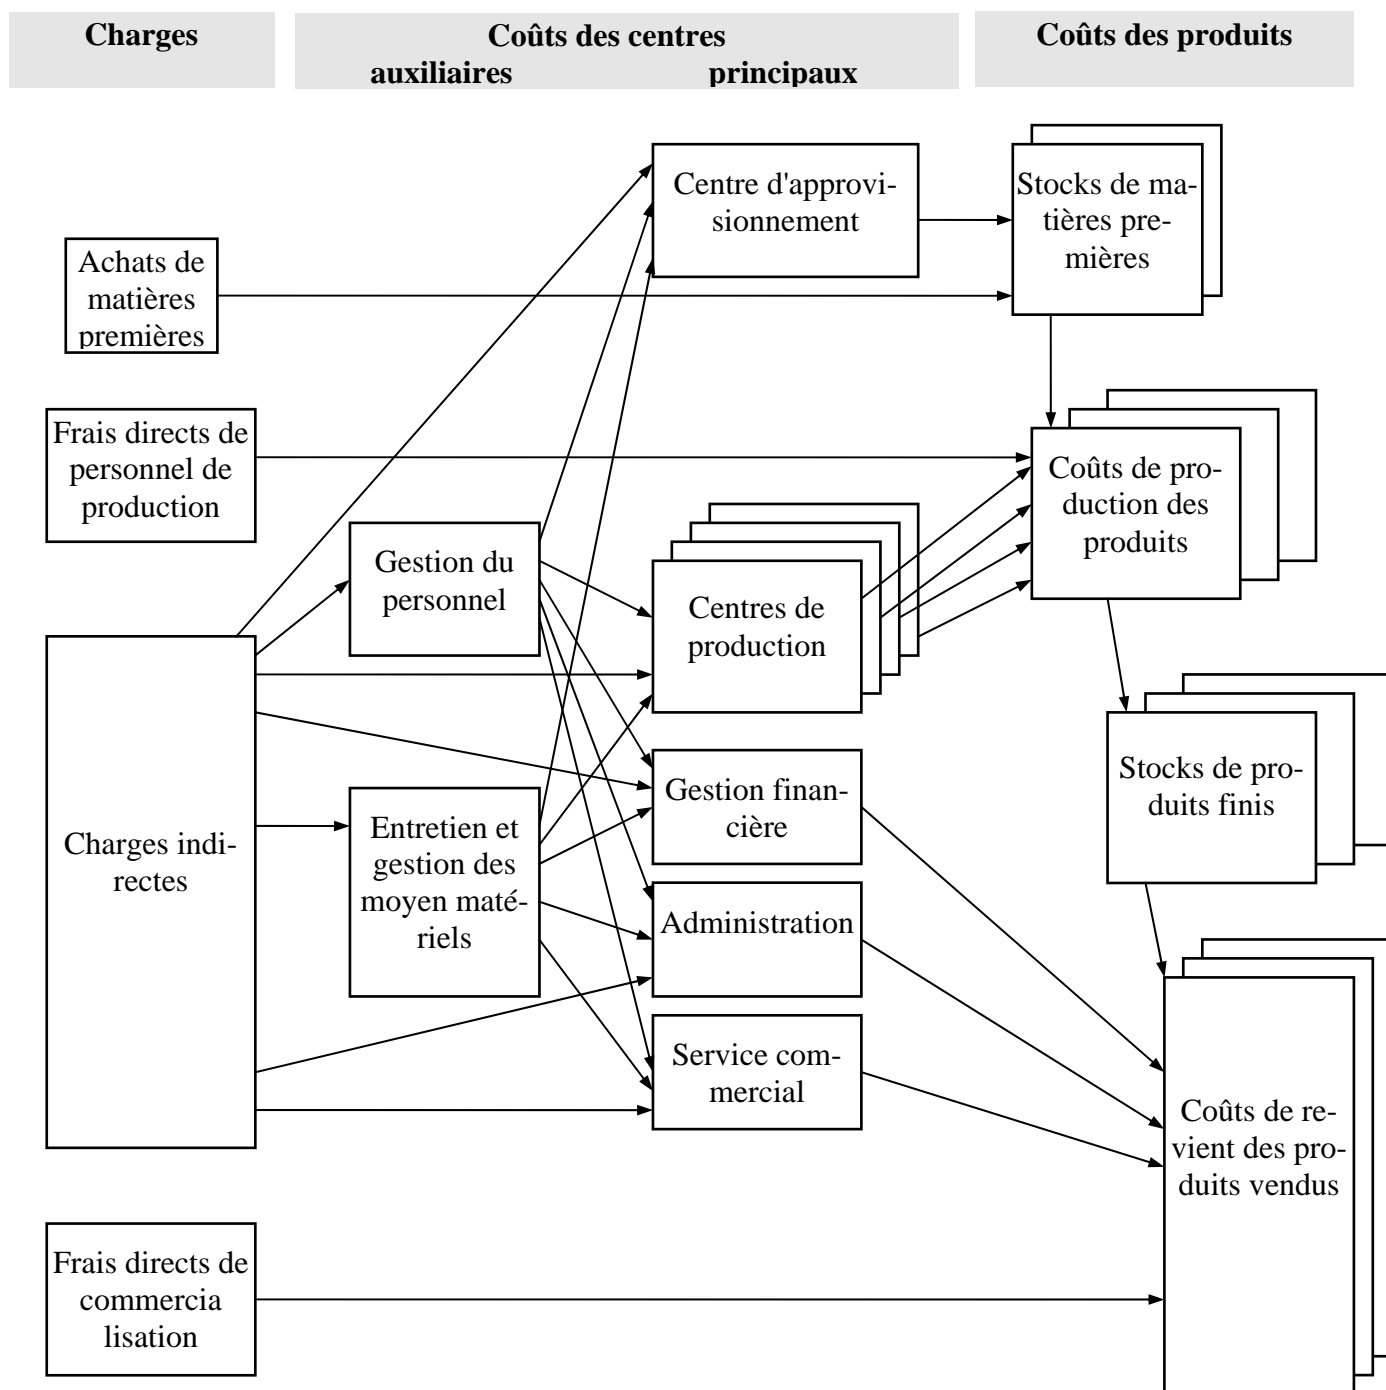 Charges
Coûts des centres
auxiliaires principaux
Coûts des produits
Centre d'approvi-
sionnement
Stocks de ma-
tières pre-
mières
Achats de
matières
premières
Frais directs de
personnel de
production
Coûts de pro-
duction des
produits
Gestion du
personnel
Centres de
production
Stocks de pro-
duits finis
Gestion finan-
cière
Charges indi-
rectes
Entretien et
gestion des
moyen maté-
riels
Administration
Service com-
mercial
Coûts de re-
vient des pro-
duits vendus
Frais directs de
commercia
lisation